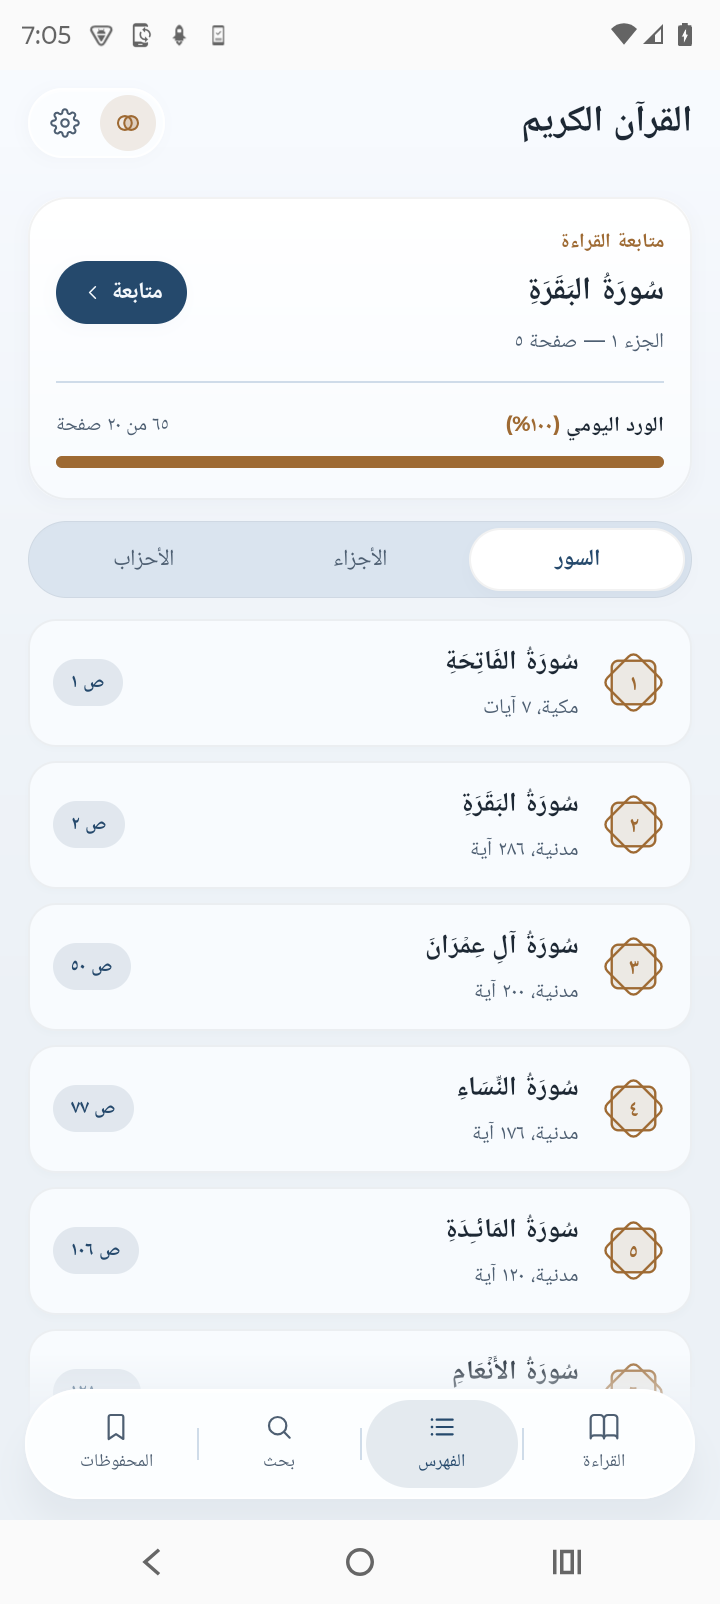 7:05
القرآن الكريم
متابعة القراءة
سُورَةُ البَقَرَةِ
متابعة
الجزء ١ — صفحة ٥
الورد اليومي (١٠٠%)
٦٥ من ٢٠ صفحة
السور
الأجزاء
الأحزاب
١
سُورَةُ الفَاتِحَةِ
مكية، ٧ آيات
ص ١
٢
سُورَةُ البَقَرَةِ
مدنية، ٢٨٦ آية
ص ٢
٣
سُورَةُ آلِ عِمۡرَانَ
مدنية، ٢٠٠ آية
ص ٥٠
٤
سُورَةُ النِّسَاءِ
مدنية، ١٧٦ آية
ص ٧٧
٥
سُورَةُ المَائـِدَةِ
مدنية، ١٢٠ آية
ص ١٠٦
سُورَةُ الأَنۡعَامِ
القراءة
الفهرس
بحث
المحفوظات